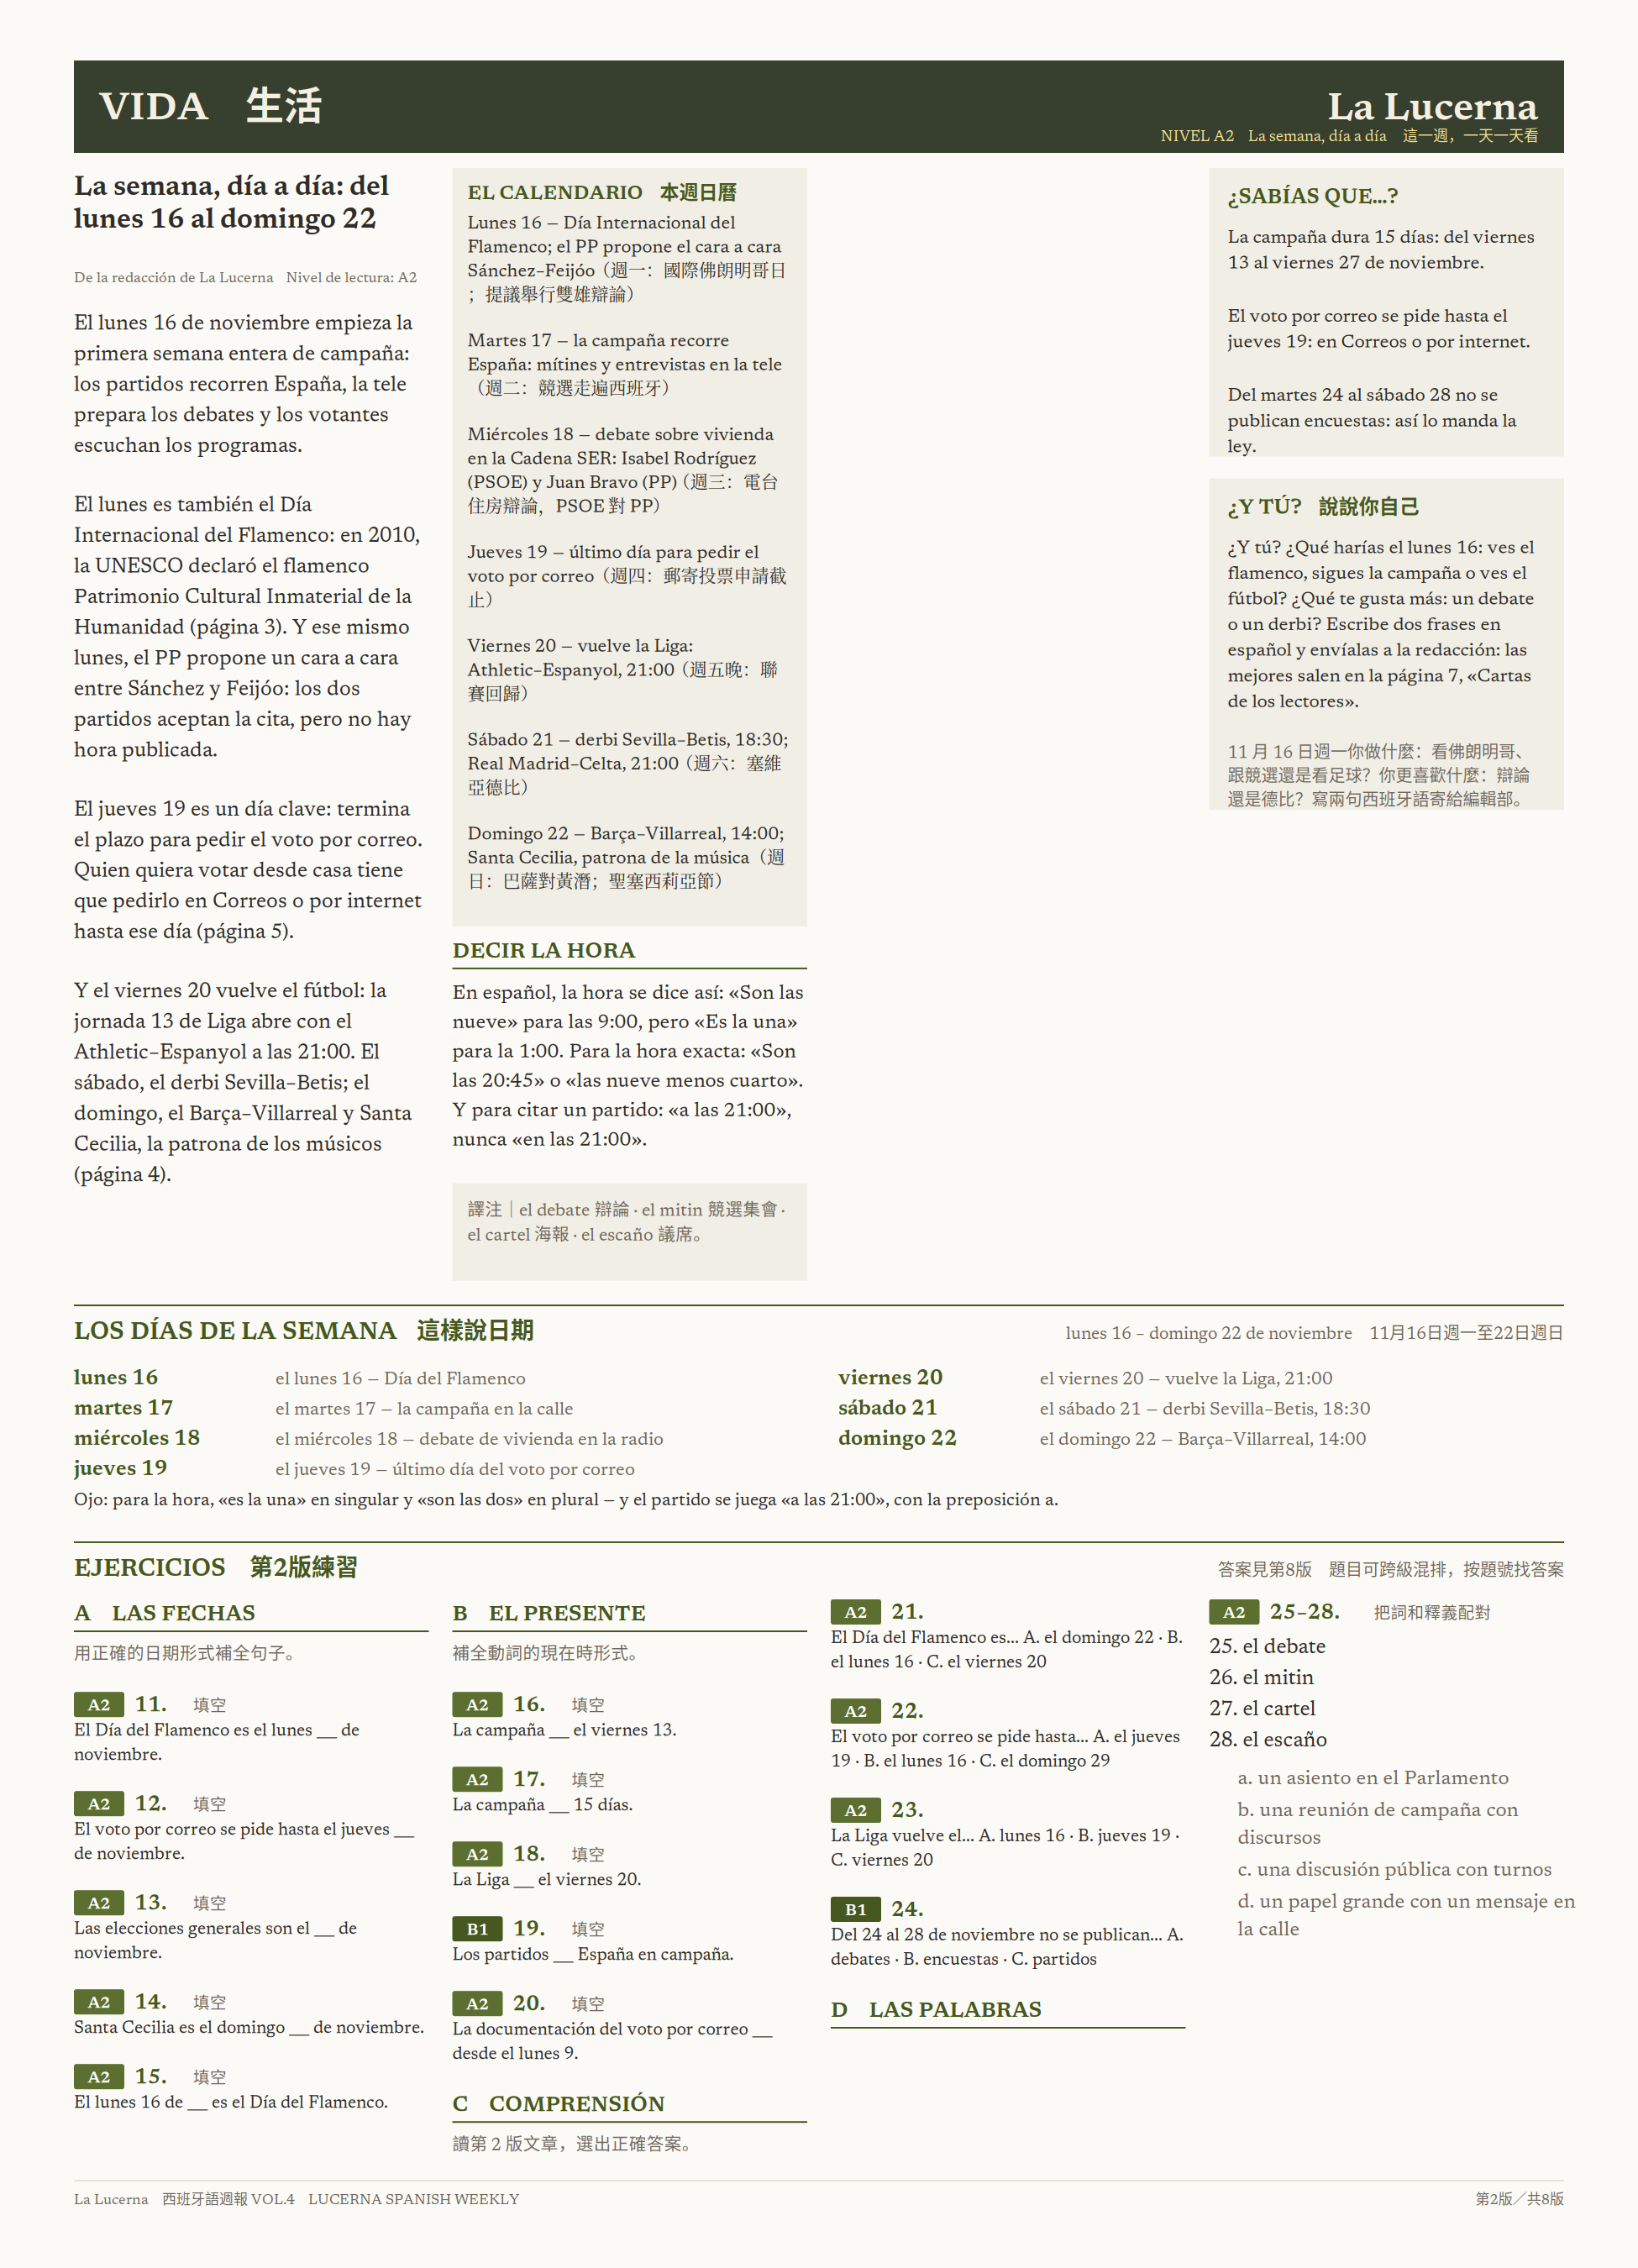 VIDA 生活
La Lucerna
NIVEL A2 La semana, día a día 這一週，一天一天看
La semana, día a día: del
lunes 16 al domingo 22
De la redacción de La Lucerna Nivel de lectura: A2
El lunes 16 de noviembre empieza la
primera semana entera de campaña:
los partidos recorren España, la tele
prepara los debates y los votantes
escuchan los programas.
El lunes es también el Día
Internacional del Flamenco: en 2010,
la UNESCO declaró el flamenco
Patrimonio Cultural Inmaterial de la
Humanidad (página 3). Y ese mismo
lunes, el PP propone un cara a cara
entre Sánchez y Feijóo: los dos
partidos aceptan la cita, pero no hay
hora publicada.
El jueves 19 es un día clave: termina
el plazo para pedir el voto por correo.
Quien quiera votar desde casa tiene
que pedirlo en Correos o por internet
hasta ese día (página 5).
Y el viernes 20 vuelve el fútbol: la
jornada 13 de Liga abre con el
Athletic–Espanyol a las 21:00. El
sábado, el derbi Sevilla–Betis; el
domingo, el Barça–Villarreal y Santa
Cecilia, la patrona de los músicos
(página 4).
EL CALENDARIO 本週日曆
Lunes 16 — Día Internacional del
Flamenco; el PP propone el cara a cara
Sánchez–Feijóo（週一：國際佛朗明哥日
；提議舉行雙雄辯論）
Martes 17 — la campaña recorre
España: mítines y entrevistas en la tele
（週二：競選走遍西班牙）
Miércoles 18 — debate sobre vivienda
en la Cadena SER: Isabel Rodríguez
(PSOE) y Juan Bravo (PP)（週三：電台
住房辯論，PSOE 對 PP）
Jueves 19 — último día para pedir el
voto por correo（週四：郵寄投票申請截
止）
Viernes 20 — vuelve la Liga:
Athletic–Espanyol, 21:00（週五晚：聯
賽回歸）
Sábado 21 — derbi Sevilla–Betis, 18:30;
Real Madrid–Celta, 21:00（週六：塞維
亞德比）
Domingo 22 — Barça–Villarreal, 14:00;
Santa Cecilia, patrona de la música（週
日：巴薩對黃潛；聖塞西莉亞節）
DECIR LA HORA
En español, la hora se dice así: «Son las
nueve» para las 9:00, pero «Es la una»
para la 1:00. Para la hora exacta: «Son
las 20:45» o «las nueve menos cuarto».
Y para citar un partido: «a las 21:00»,
nunca «en las 21:00».
譯注｜el debate 辯論 · el mitin 競選集會 ·
el cartel 海報 · el escaño 議席。
¿SABÍAS QUE…?
La campaña dura 15 días: del viernes
13 al viernes 27 de noviembre.
El voto por correo se pide hasta el
jueves 19: en Correos o por internet.
Del martes 24 al sábado 28 no se
publican encuestas: así lo manda la
ley.
¿Y TÚ? 說說你自己
¿Y tú? ¿Qué harías el lunes 16: ves el
flamenco, sigues la campaña o ves el
fútbol? ¿Qué te gusta más: un debate
o un derbi? Escribe dos frases en
español y envíalas a la redacción: las
mejores salen en la página 7, «Cartas
de los lectores».
11 月 16 日週一你做什麼：看佛朗明哥、
跟競選還是看足球？你更喜歡什麼：辯論
還是德比？寫兩句西班牙語寄給編輯部。
LOS DÍAS DE LA SEMANA 這樣說日期
lunes 16 – domingo 22 de noviembre 11月16日週一至22日週日
lunes 16 el lunes 16 — Día del Flamenco
martes 17 el martes 17 — la campaña en la calle
miércoles 18 el miércoles 18 — debate de vivienda en la radio
jueves 19 el jueves 19 — último día del voto por correo
viernes 20 el viernes 20 — vuelve la Liga, 21:00
sábado 21 el sábado 21 — derbi Sevilla–Betis, 18:30
domingo 22 el domingo 22 — Barça–Villarreal, 14:00
Ojo: para la hora, «es la una» en singular y «son las dos» en plural — y el partido se juega «a las 21:00», con la preposición a.
EJERCICIOS 第2版練習
答案見第8版 題目可跨級混排，按題號找答案
A LAS FECHAS
用正確的日期形式補全句子。
A2 11. 填空
El Día del Flamenco es el lunes __ de
noviembre.
A2 12. 填空
El voto por correo se pide hasta el jueves __
de noviembre.
A2 13. 填空
Las elecciones generales son el __ de
noviembre.
A2 14. 填空
Santa Cecilia es el domingo __ de noviembre.
A2 15. 填空
El lunes 16 de __ es el Día del Flamenco.
B EL PRESENTE
補全動詞的現在時形式。
A2 16. 填空
La campaña __ el viernes 13.
A2 17. 填空
La campaña __ 15 días.
A2 18. 填空
La Liga __ el viernes 20.
B1 19. 填空
Los partidos __ España en campaña.
A2 20. 填空
La documentación del voto por correo __
desde el lunes 9.
C COMPRENSIÓN
讀第 2 版文章，選出正確答案。
A2 21.
El Día del Flamenco es… A. el domingo 22 · B.
el lunes 16 · C. el viernes 20
A2 22.
El voto por correo se pide hasta… A. el jueves
19 · B. el lunes 16 · C. el domingo 29
A2 23.
La Liga vuelve el… A. lunes 16 · B. jueves 19 ·
C. viernes 20
B1 24.
Del 24 al 28 de noviembre no se publican… A.
debates · B. encuestas · C. partidos
D LAS PALABRAS
A2 25–28. 把詞和釋義配對
25. el debate
26. el mitin
27. el cartel
28. el escaño
a. un asiento en el Parlamento
b. una reunión de campaña con
discursos
c. una discusión pública con turnos
d. un papel grande con un mensaje en
la calle
La Lucerna 西班牙語週報 VOL.4 LUCERNA SPANISH WEEKLY
第2版／共8版